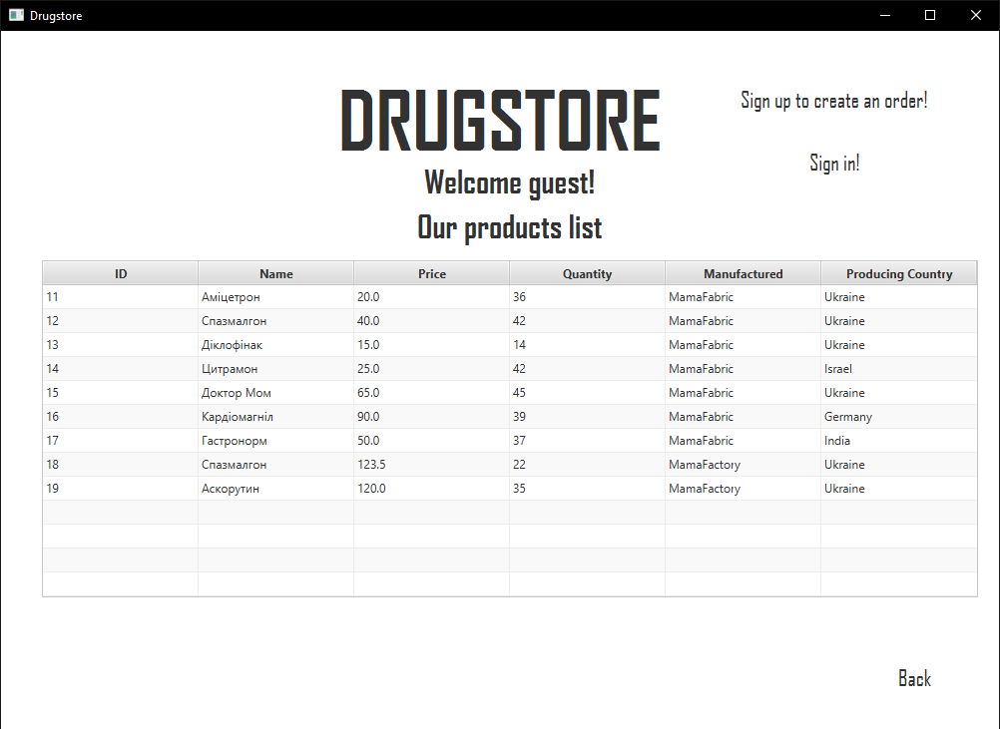 Drugstore
DRUGSTORE
Sign up to create an order!
Sign in!
Welcome guest!
Our products list
ID Name Price Quantity Manufactured Producing Country
11 Аміцетрон 20.0 36 MamaFabric Ukraine
12 Спазмалгон 40.0 42 MamaFabric Ukraine
13 Діклофінак 15.0 14 MamaFabric Ukraine
14 Цитрамон 25.0 42 MamaFabric Israel
15 Доктор Мом 65.0 45 MamaFabric Ukraine
16 Кардіомагніл 90.0 39 MamaFabric Germany
17 Гастронорм 50.0 37 MamaFabric India
18 Спазмалгон 123.5 22 MamaFactory Ukraine
19 Аскорутин 120.0 35 MamaFactory Ukraine
Back